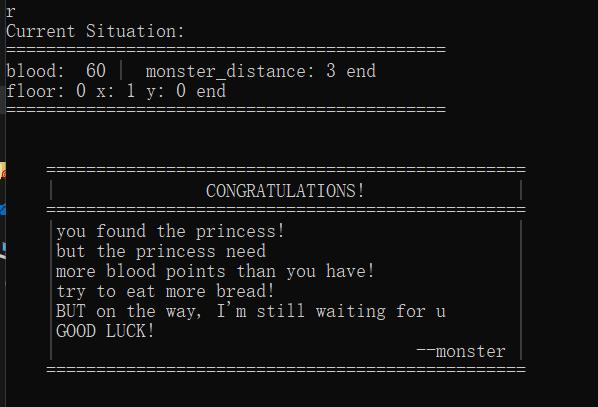 r
Current Situation:
============================================
blood:  60 |  monster_distance: 3 end
floor: 0 x: 1 y: 0 end
============================================
================================================
|               CONGRATULATIONS!               |
================================================
|you found the princess!
but the princess need
more blood points than you have!
try to eat more bread!
BUT on the way, I'm still waiting for u
GOOD LUCK!
--monster |
================================================